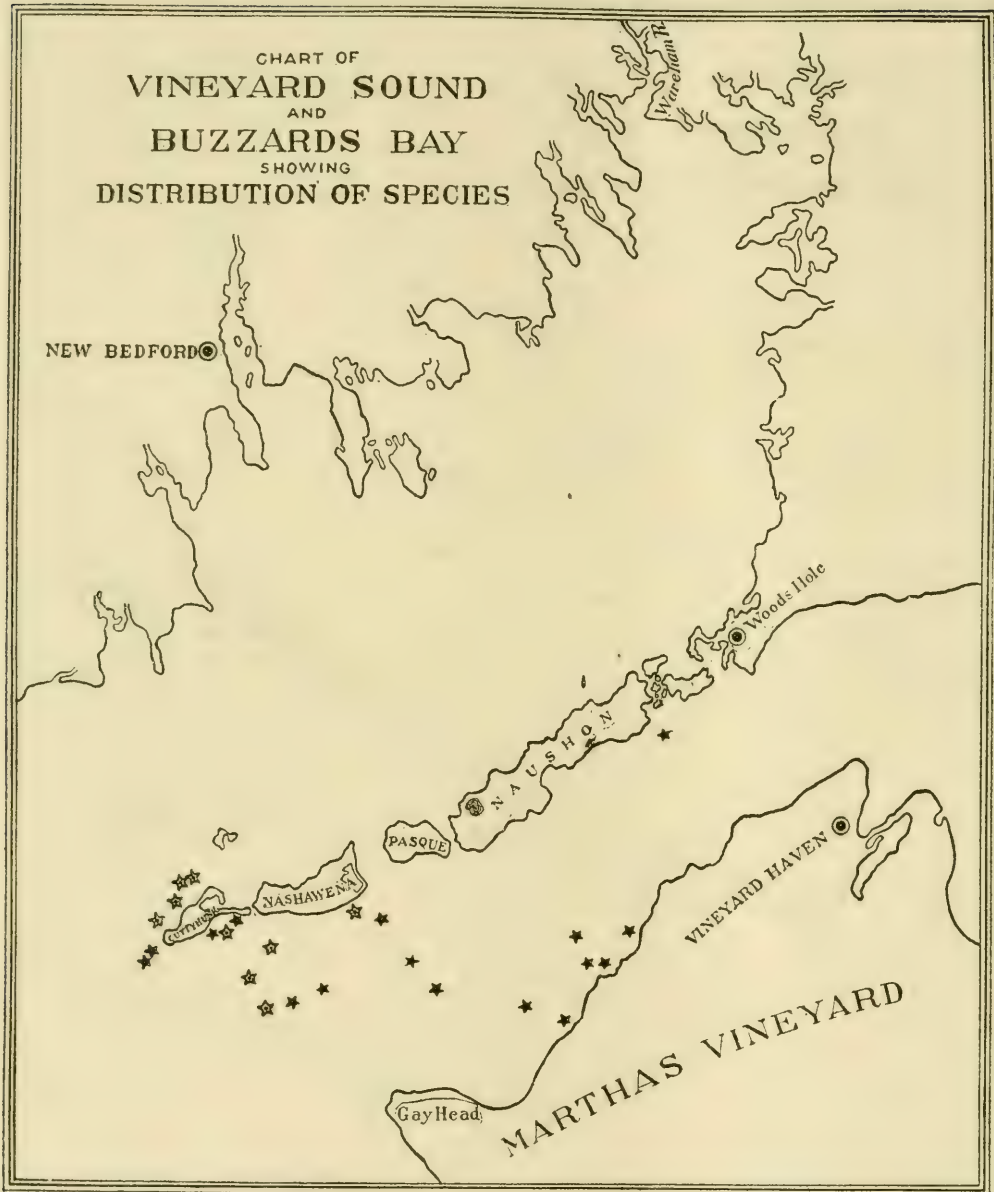 CHART OF
VINEYARD SOUND
AND
BUZZARDS BAY
SHOWING
DISTRIBUTION OF SPECIES
Wareham R.
NEW BEDFORD
Woods Hole
NAUSHON
PASQUE
NASHAWENA
CUTTYHUNK
VINEYARD HAVEN
MARTHAS VINEYARD
Gay Head